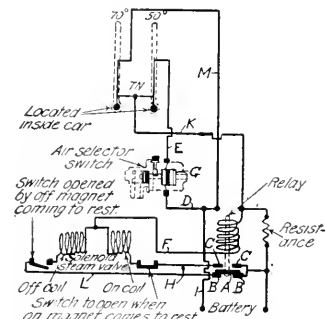 70° 50°
TN
M
Located
inside car
K
E
Air selector
switch
G
Switch opened
by off magnet
coming to rest.
D
Relay
Resist-
ance
F
C C
Solenoid
steam valve
L
H
B A B
I
Off Coil On coil
Battery
Switch to open when
on magnet comes to rest